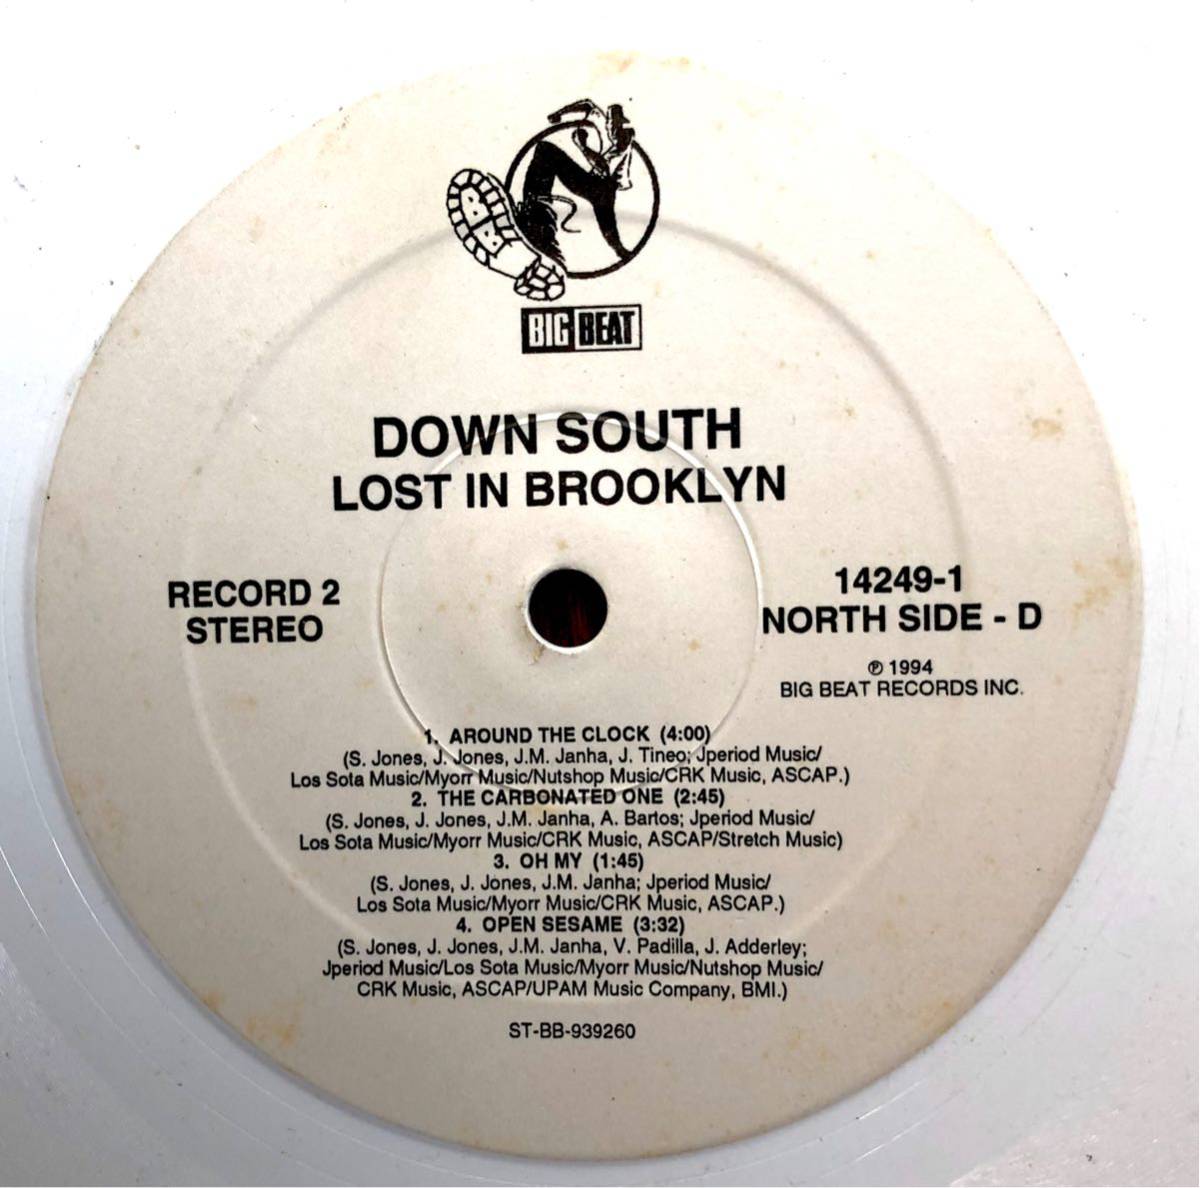 BB
BIG BEAT
DOWN SOUTH
LOST IN BROOKLYN
RECORD 2
STEREO
14249-1
NORTH SIDE - D
℗ 1994
BIG BEAT RECORDS INC.
1. AROUND THE CLOCK (4:00)
(S. Jones, J. Jones, J.M. Janha, J. Tineo; Jperiod Music/
Los Sota Music/Myorr Music/Nutshop Music/CRK Music, ASCAP.)
2. THE CARBONATED ONE (2:45)
(S. Jones, J. Jones, J.M. Janha, A. Bartos; Jperiod Music/
Los Sota Music/Myorr Music/CRK Music, ASCAP/Stretch Music)
3. OH MY (1:45)
(S. Jones, J. Jones, J.M. Janha; Jperiod Music/
Los Sota Music/Myorr Music/CRK Music, ASCAP.)
4. OPEN SESAME (3:32)
(S. Jones, J. Jones, J.M. Janha, V. Padilla, J. Adderley;
Jperiod Music/Los Sota Music/Myorr Music/Nutshop Music/
CRK Music, ASCAP/UPAM Music Company, BMI.)
ST-BB-939260